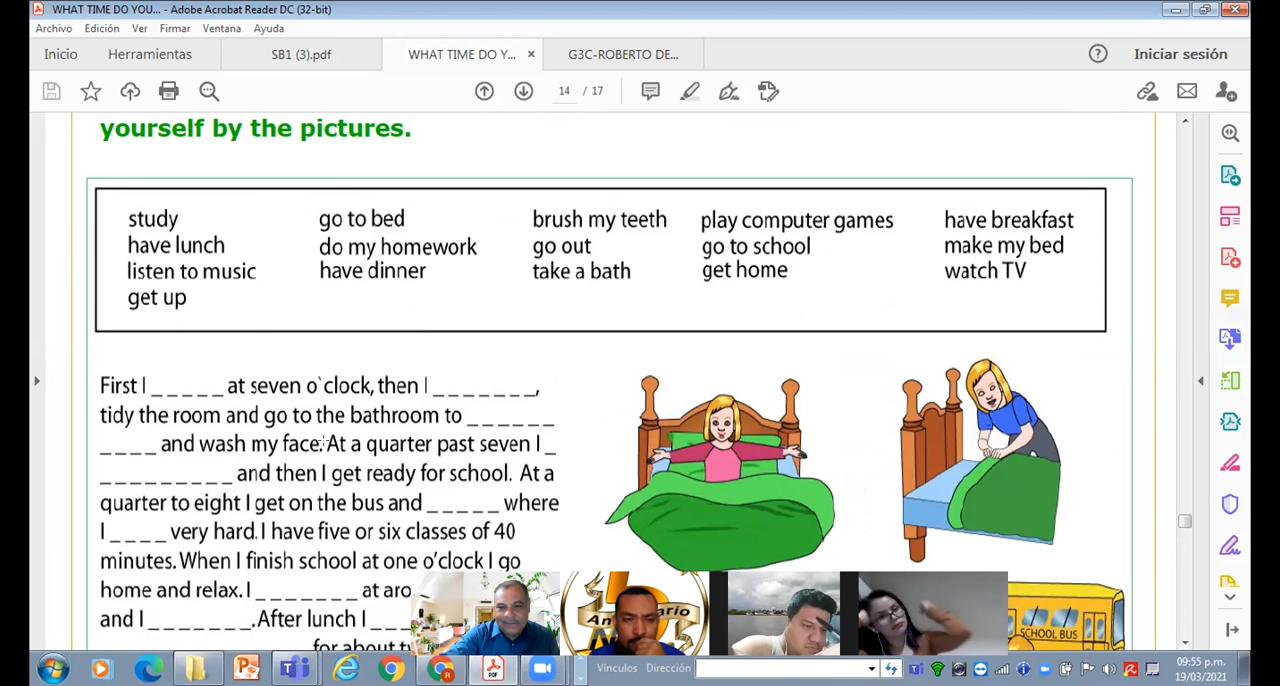 WHAT TIME DO YOU... - Adobe Acrobat Reader DC (32-bit)
Archivo Edición Ver Firmar Ventana Ayuda
Inicio Herramientas SB1 (3).pdf WHAT TIME DO Y... × G3C-ROBERTO DE... Iniciar sesión
14 / 17
yourself by the pictures.
study go to bed brush my teeth play computer games have breakfast
have lunch do my homework go out go to school make my bed
listen to music have dinner take a bath get home watch TV
get up
First I _ _ _ _ _ at seven o`clock, then I _ _ _ _ _ _ _,
tidy the room and go to the bathroom to _ _ _ _ _ _
_ _ _ _ and wash my face. At a quarter past seven I _
_ _ _ _ _ _ _ _ _ and then I get ready for school. At a
quarter to eight I get on the bus and _ _ _ _ _ where
I _ _ _ _ very hard. I have five or six classes of 40
minutes. When I finish school at one o’clock I go
home and relax. I _ _ _ _ _ _ _ at
and I _ _ _ _ _ _ _ _. After lunch I _ _ _
for about
SCHOOL BUS
Vínculos Dirección 09:55 p.m.
19/03/2021